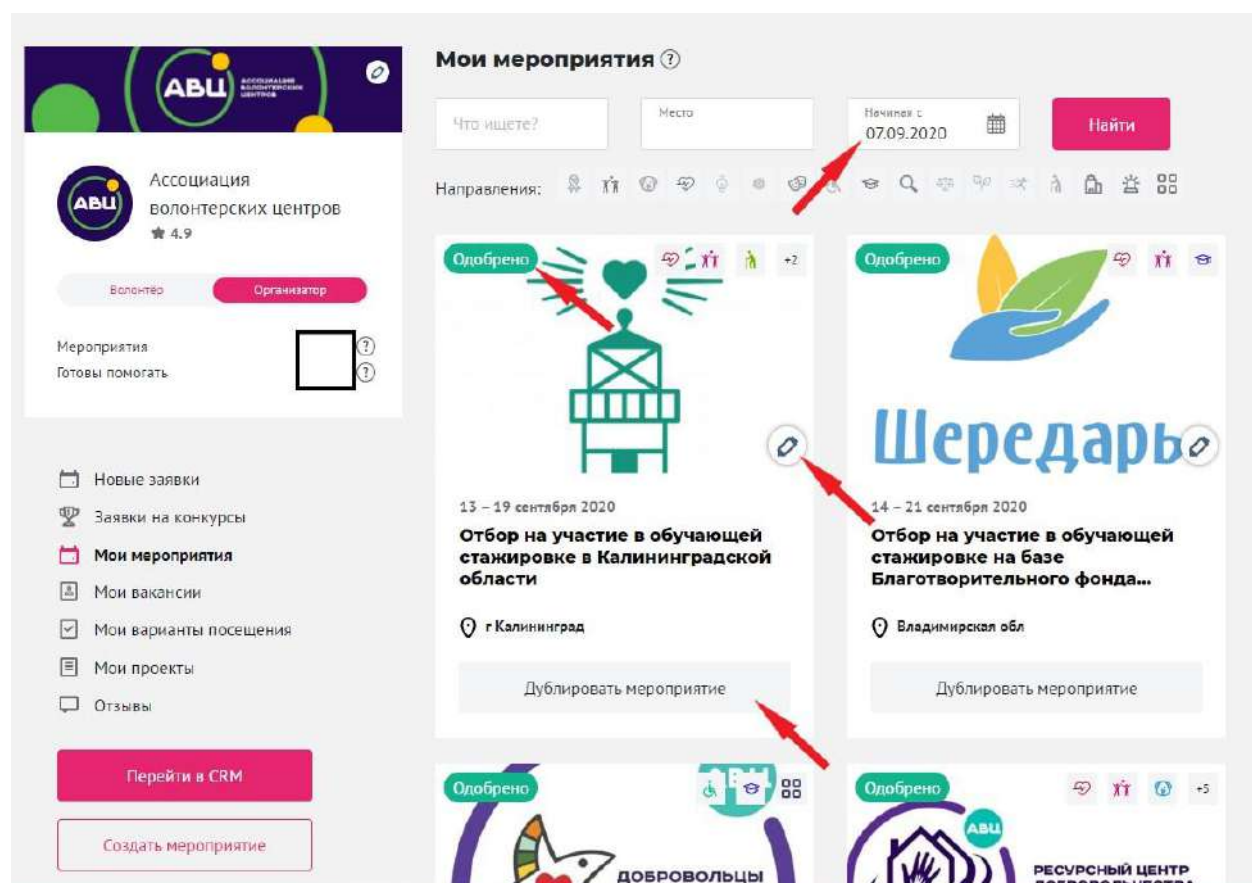 АВЦ
АССОЦИАЦИЯ
ВОЛОНТЕРСКИХ
ЦЕНТРОВ
АВЦ
Ассоциация
волонтерских центров
4.9
Волонтёр
Организатор
Мероприятия
?
Готовы помогать
?
Новые заявки
Заявки на конкурсы
Мои мероприятия
Мои вакансии
Мои варианты посещения
Мои проекты
Отзывы
Перейти в CRM
Создать мероприятие
Мои мероприятия ?
Что ищете?
Место
Начиная с
07.09.2020
Найти
Направления:
Одобрено
+2
13 – 19 сентября 2020
Отбор на участие в обучающей
стажировке в Калининградской
области
г Калининград
Дублировать мероприятие
Одобрено
Шередарь
14 – 21 сентября 2020
Отбор на участие в обучающей
стажировке на базе
Благотворительного фонда...
Владимирская обл
Дублировать мероприятие
Одобрено
ДОБРОВОЛЬЦЫ
Одобрено
+5
АВЦ
РЕСУРСНЫЙ ЦЕНТР